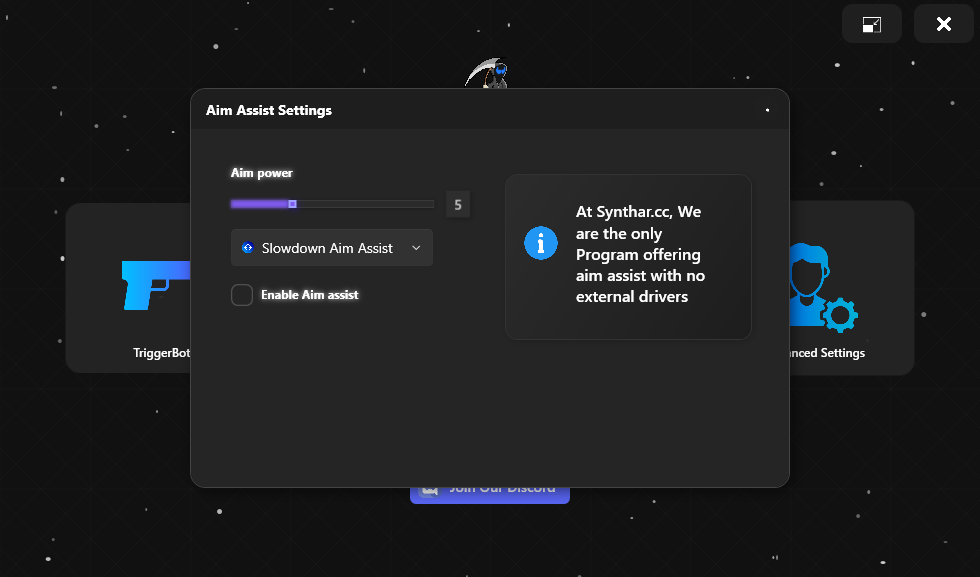 Aim Assist Settings
Aim power
5
Slowdown Aim Assist
Enable Aim assist
At Synthar.cc, We
are the only
Program offering
aim assist with no
external drivers
TriggerBot
nced Settings
Join Our Discord